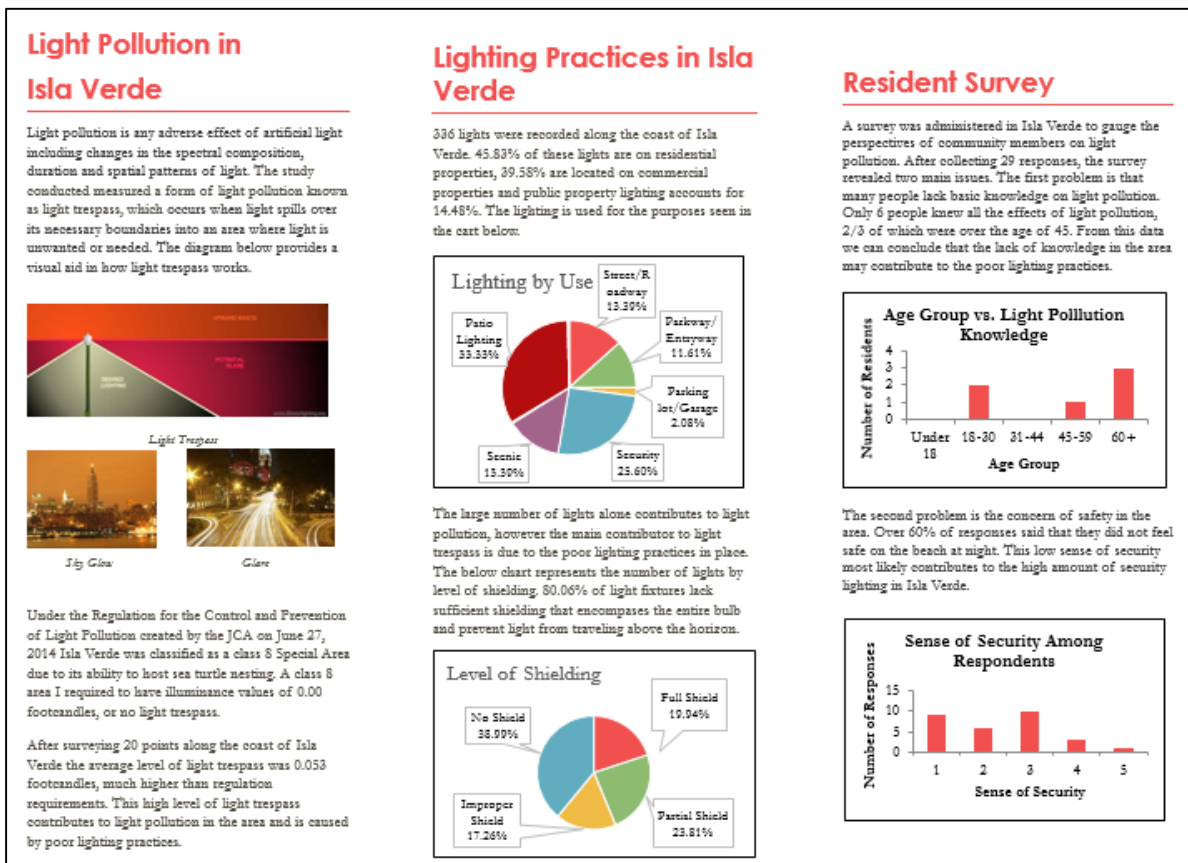 Light Pollution in
Isla Verde
Light pollution is any adverse effect of artificial light
including changes in the spectral composition,
duration and spatial patterns of light. The study
conducted measured a form of light pollution known
as light trespass, which occurs when light spills over
its necessary boundaries into an area where light is
unwanted or needed. The diagram below provides a
visual aid in how light trespass works.
UPWARD WASTE
POTENTIAL
GLARE
DESIRED
LIGHTING
Light Trespass
Sky Glow
Glare
Under the Regulation for the Control and Prevention
of Light Pollution created by the JCA on June 27,
2014 Isla Verde was classified as a class 8 Special Area
due to its ability to host sea turtle nesting. A class 8
area I required to have illuminance values of 0.00
footcandles, or no light trespass.
After surveying 20 points along the coast of Isla
Verde the average level of light trespass was 0.053
footcandles, much higher than regulation
requirements. This high level of light trespass
contributes to light pollution in the area and is caused
by poor lighting practices.
Lighting Practices in Isla
Verde
336 lights were recorded along the coast of Isla
Verde. 45.83% of these lights are on residential
properties, 39.58% are located on commercial
properties and public property lighting accounts for
14.48%. The lighting is used for the purposes seen in
the cart below.
Lighting by Use
Street/R
oadway
13.39%
Parkway/
Entryway
11.61%
Parking
lot/Garage
2.08%
Security
25.60%
Scenic
13.39%
Patio
Lighting
33.33%
The large number of lights alone contributes to light
pollution, however the main contributor to light
trespass is due to the poor lighting practices in place.
The below chart represents the number of lights by
level of shielding. 80.06% of light fixtures lack
sufficient shielding that encompases the entire bulb
and prevent light from traveling above the horizon.
Level of Shielding
Full Shield
19.94%
Partial Shield
23.81%
Improper
Shield
17.26%
No Shield
38.99%
Resident Survey
A survey was administered in Isla Verde to gauge the
perspectives of community members on light
pollution. After collecting 29 responses, the survey
revealed two main issues. The first problem is that
many people lack basic knowledge on light pollution.
Only 6 people knew all the effects of light pollution,
2/3 of which were over the age of 45. From this data
we can conclude that the lack of knowledge in the area
may contribute to the poor lighting practices.
Age Group vs. Light Polllution
Knowledge
Number of Residents
4
3
2
1
0
Under
18
18-30
31-44
45-59
60+
Age Group
The second problem is the concern of safety in the
area. Over 60% of responses said that they did not feel
safe on the beach at night. This low sense of security
most likely contributes to the high amount of security
lighting in Isla Verde.
Sense of Security Among
Respondents
Number of Responses
15
10
5
0
1
2
3
4
5
Sense of Security